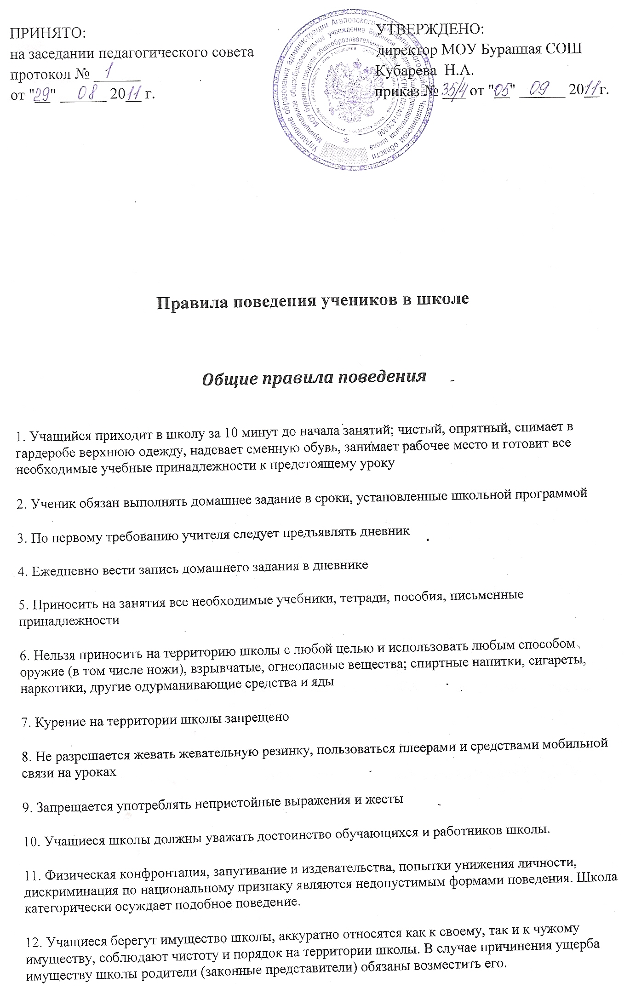 ПРИНЯТО:
на заседании педагогического совета
протокол № 1
от "29" 08 2011 г.
УТВЕРЖДЕНО:
директор МОУ Буранная СОШ
Кубарева Н.А.
приказ № 35/4 от "05" 09 2011г.
Управление образования администрации Агаповского муниципального района Челябинской области
Муниципальное общеобразовательное учреждение Буранная средняя общеобразовательная школа
МОУ Буранная средняя общеобразовательная школа ОГРН 1027401425006
Правила поведения учеников в школе
Общие правила поведения
1. Учащийся приходит в школу за 10 минут до начала занятий; чистый, опрятный, снимает в
гардеробе верхнюю одежду, надевает сменную обувь, занимает рабочее место и готовит все
необходимые учебные принадлежности к предстоящему уроку
2. Ученик обязан выполнять домашнее задание в сроки, установленные школьной программой
3. По первому требованию учителя следует предъявлять дневник
4. Ежедневно вести запись домашнего задания в дневнике
5. Приносить на занятия все необходимые учебники, тетради, пособия, письменные
принадлежности
6. Нельзя приносить на территорию школы с любой целью и использовать любым способом
оружие (в том числе ножи), взрывчатые, огнеопасные вещества; спиртные напитки, сигареты,
наркотики, другие одурманивающие средства и яды
7. Курение на территории школы запрещено
8. Не разрешается жевать жевательную резинку, пользоваться плеерами и средствами мобильной
связи на уроках
9. Запрещается употреблять непристойные выражения и жесты
10. Учащиеся школы должны уважать достоинство обучающихся и работников школы.
11. Физическая конфронтация, запугивание и издевательства, попытки унижения личности,
дискриминация по национальному признаку являются недопустимым формами поведения. Школа
категорически осуждает подобное поведение.
12. Учащиеся берегут имущество школы, аккуратно относятся как к своему, так и к чужому
имуществу, соблюдают чистоту и порядок на территории школы. В случае причинения ущерба
имуществу школы родители (законные представители) обязаны возместить его.